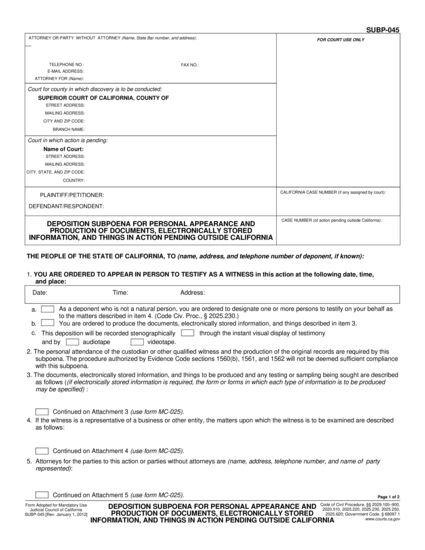 SUBP-045
ATTORNEY OR PARTY WITHOUT ATTORNEY (Name, State Bar number, and address):
FOR COURT USE ONLY
TELEPHONE NO.: FAX NO.:
E-MAIL ADDRESS:
ATTORNEY FOR (Name):
Court for county in which discovery is to be conducted:
SUPERIOR COURT OF CALIFORNIA, COUNTY OF
STREET ADDRESS:
MAILING ADDRESS:
CITY AND ZIP CODE:
BRANCH NAME:
Court in which action is pending:
Name of Court:
STREET ADDRESS:
MAILING ADDRESS:
CITY, STATE, AND ZIP CODE:
COUNTRY:
PLAINTIFF/PETITIONER:
DEFENDANT/RESPONDENT:
CALIFORNIA CASE NUMBER (if any assigned by court):
DEPOSITION SUBPOENA FOR PERSONAL APPEARANCE AND
PRODUCTION OF DOCUMENTS, ELECTRONICALLY STORED
INFORMATION, AND THINGS IN ACTION PENDING OUTSIDE CALIFORNIA
CASE NUMBER (of action pending outside California):
THE PEOPLE OF THE STATE OF CALIFORNIA, TO (name, address, and telephone number of deponent, if known):
1. YOU ARE ORDERED TO APPEAR IN PERSON TO TESTIFY AS A WITNESS in this action at the following date, time,
and place:
Date: Time: Address:
a. As a deponent who is not a natural person, you are ordered to designate one or more persons to testify on your behalf as
to the matters described in item 4. (Code Civ. Proc., § 2025.230.)
b. You are ordered to produce the documents, electronically stored information, and things described in item 3.
c. This deposition will be recorded stenographically through the instant visual display of testimony
and by audiotape videotape.
2. The personal attendance of the custodian or other qualified witness and the production of the original records are required by this
subpoena. The procedure authorized by Evidence Code sections 1560(b), 1561, and 1562 will not be deemed sufficient compliance
with this subpoena.
3. The documents, electronically stored information, and things to be produced and any testing or sampling being sought are described
as follows ((if electronically stored information is required, the form or forms in which each type of information is to be produced
may be specified) :
Continued on Attachment 3 (use form MC-025).
4. If the witness is a representative of a business or other entity, the matters upon which the witness is to be examined are described
as follows:
Continued on Attachment 4 (use form MC-025).
5. Attorneys for the parties to this action or parties without attorneys are (name, address, telephone number, and name of party
represented):
Continued on Attachment 5 (use form MC-025).
Page 1 of 2
Form Adopted for Mandatory Use
Judicial Council of California
SUBP-045 [Rev. January 1, 2012]
DEPOSITION SUBPOENA FOR PERSONAL APPEARANCE AND
PRODUCTION OF DOCUMENTS, ELECTRONICALLY STORED
INFORMATION, AND THINGS IN ACTION PENDING OUTSIDE CALIFORNIA
Code of Civil Procedure, §§ 2029.100–900,
2020.510, 2025.220, 2025.230, 2025.250,
2025.620; Government Code, § 68097.1
www.courts.ca.gov